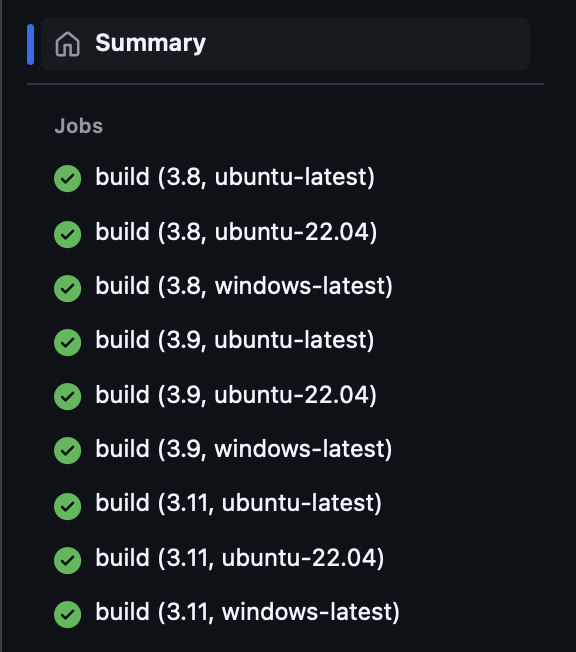 Summary
Jobs
build (3.8, ubuntu-latest)
build (3.8, ubuntu-22.04)
build (3.8, windows-latest)
build (3.9, ubuntu-latest)
build (3.9, ubuntu-22.04)
build (3.9, windows-latest)
build (3.11, ubuntu-latest)
build (3.11, ubuntu-22.04)
build (3.11, windows-latest)